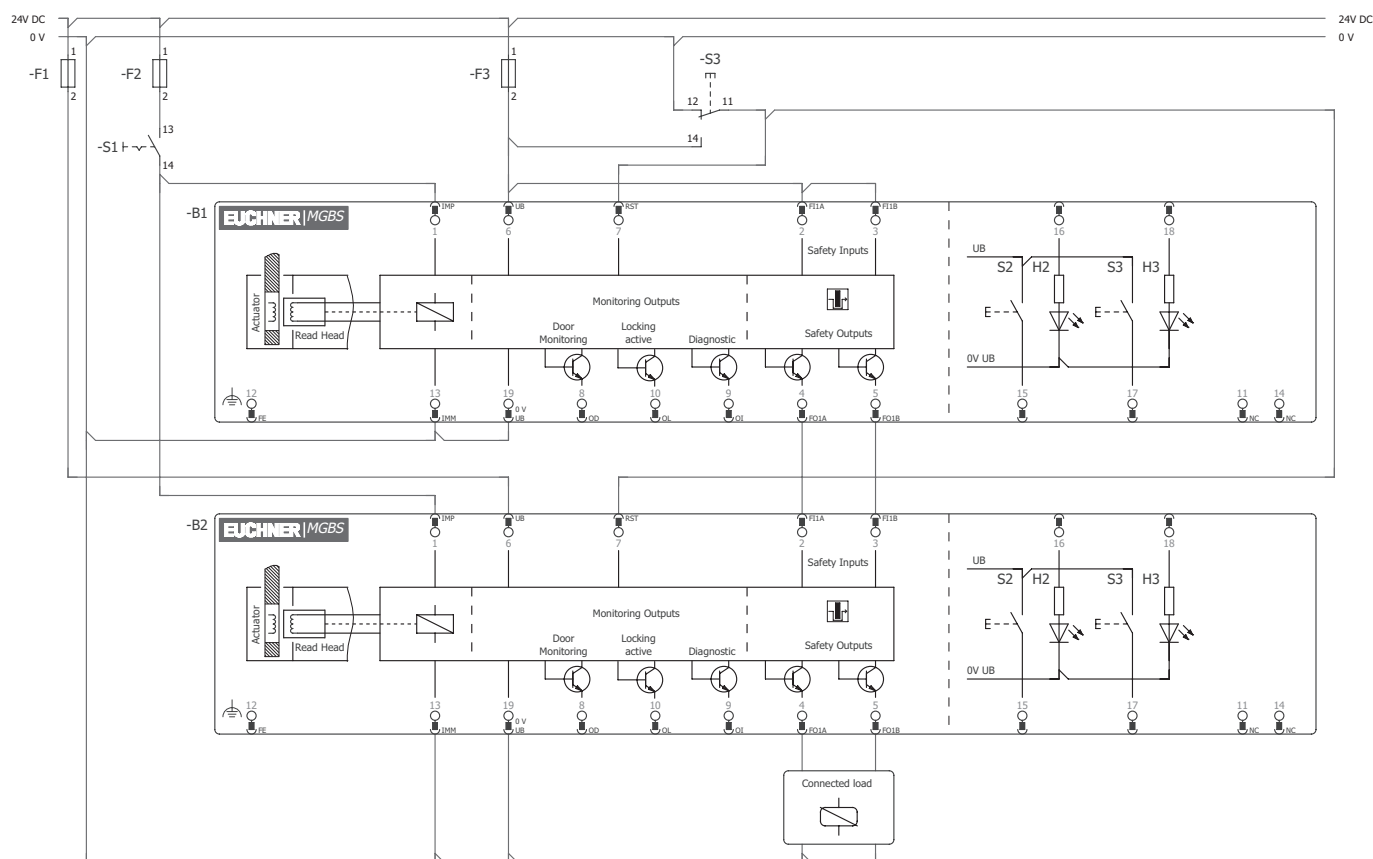 24V DC 24V DC
0 V 0 V
-S3
1 1 1
-F1 -F2 -F3
2 2 2
12 11
13
-S1
14
14
-B1 EUCHNER MGBS
IMP UB RST FI1A FI1B
1 6 7 2 3 16 18
Safety Inputs
UB
S2 H2 S3 H3
Actuator
Read Head
Monitoring Outputs
E E
Door Monitoring
Locking active
Diagnostic
Safety Outputs
0V UB
12 13 19 8 10 9 4 5 15 17 11 14
FE IMM 0 V UB OD OL OI FO1A FO1B NC NC
-B2 EUCHNER MGBS
IMP UB RST FI1A FI1B
1 6 7 2 3 16 18
Safety Inputs
UB
S2 H2 S3 H3
Actuator
Read Head
Monitoring Outputs
E E
Door Monitoring
Locking active
Diagnostic
Safety Outputs
0V UB
12 13 19 8 10 9 4 5 15 17 11 14
FE IMM 0 V UB OD OL OI FO1A FO1B NC NC
Connected load